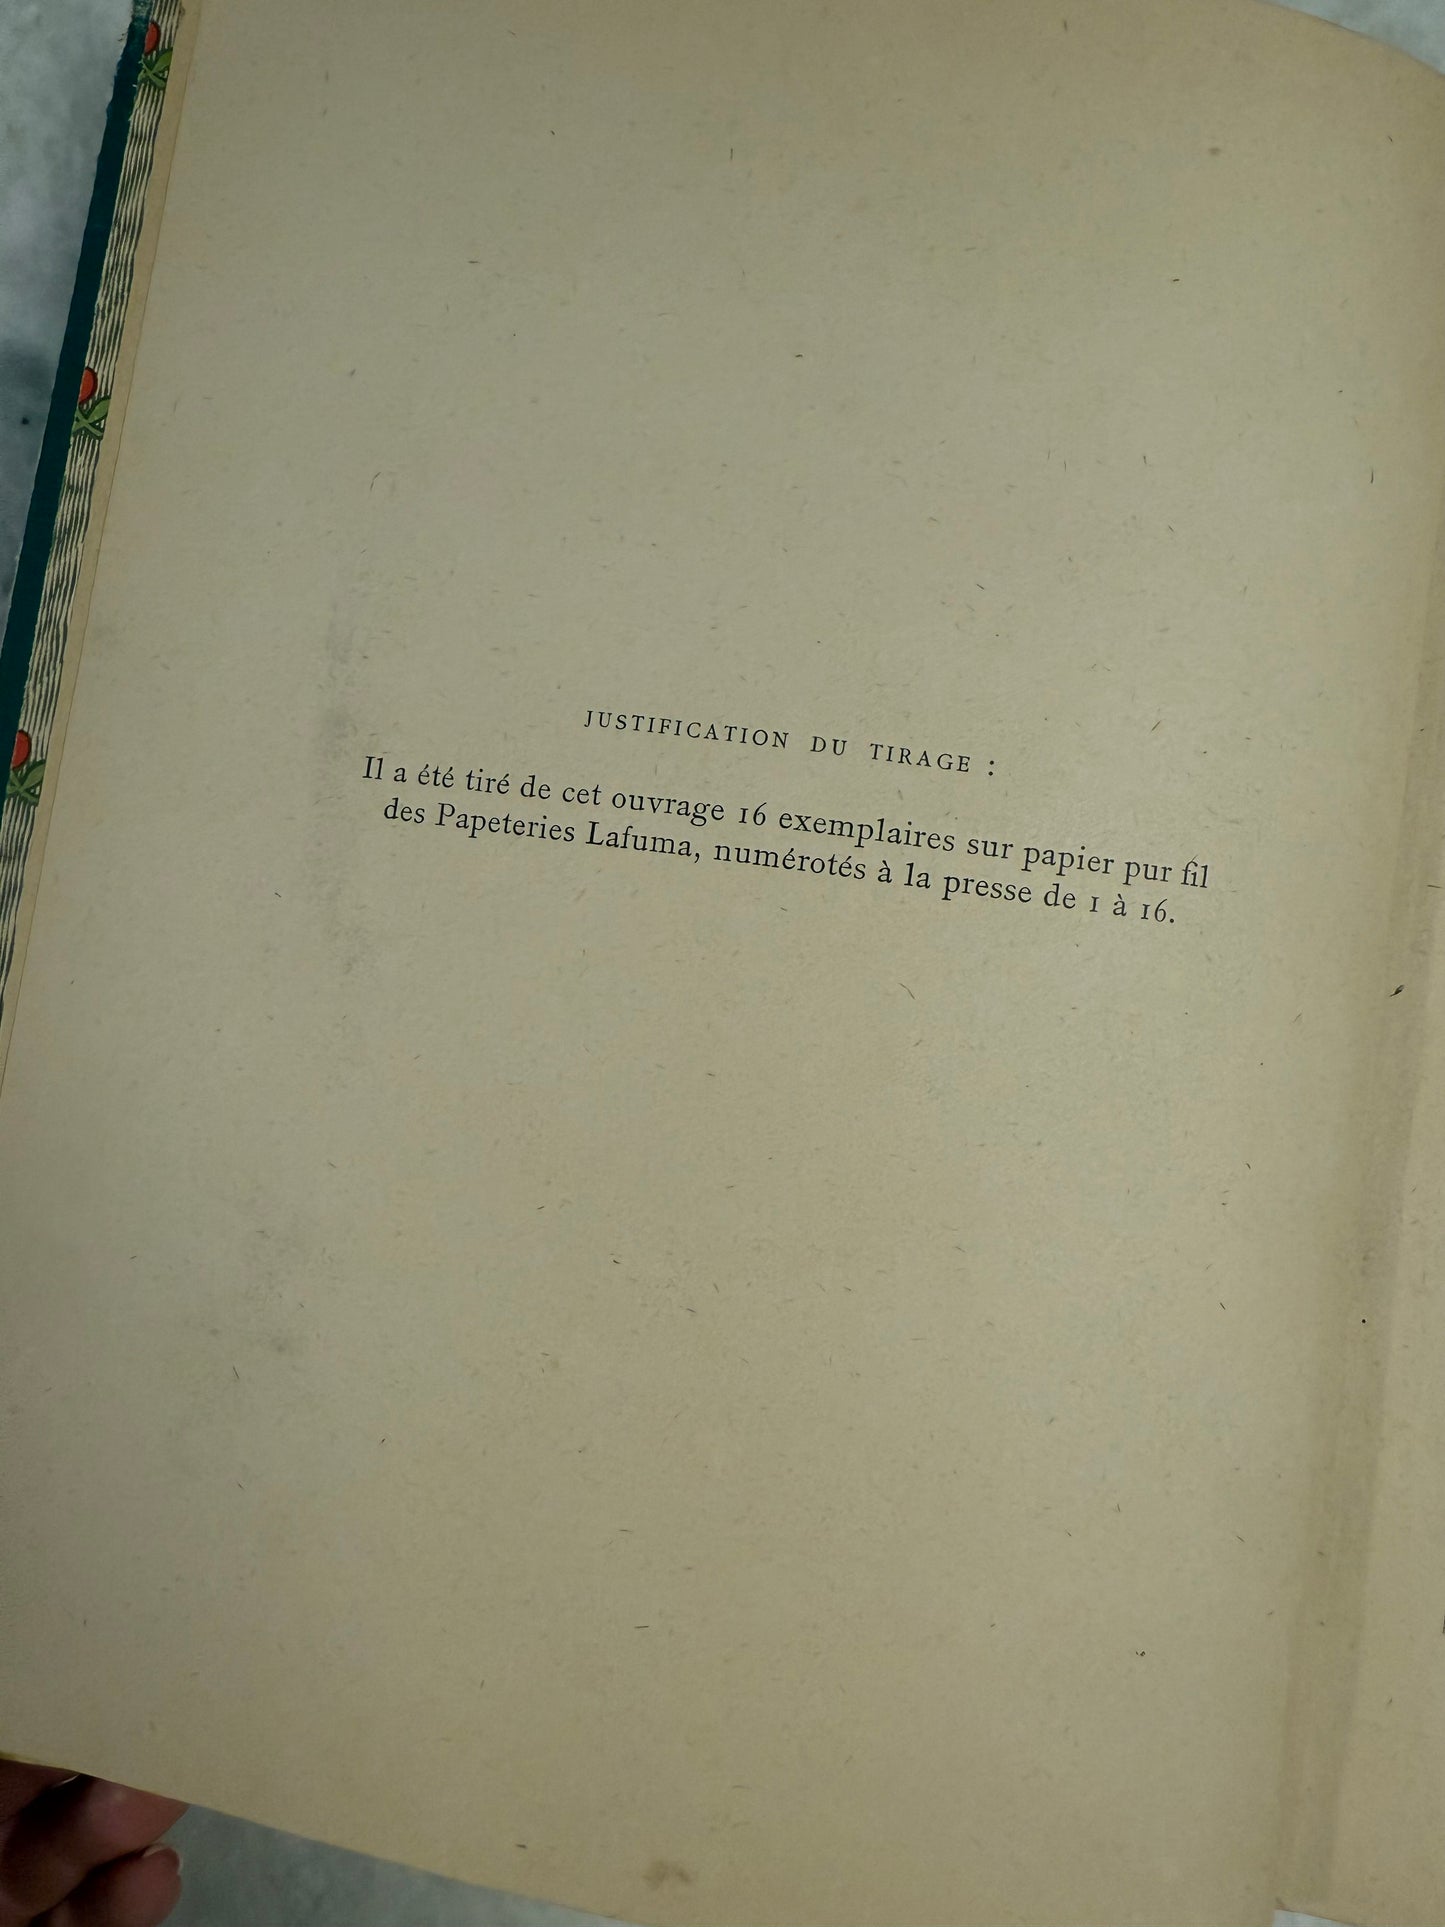 JUSTIFICATION DU TIRAGE :
Il a été tiré de cet ouvrage 16 exemplaires sur papier pur fil
des Papeteries Lafuma, numérotés à la presse de 1 à 16.